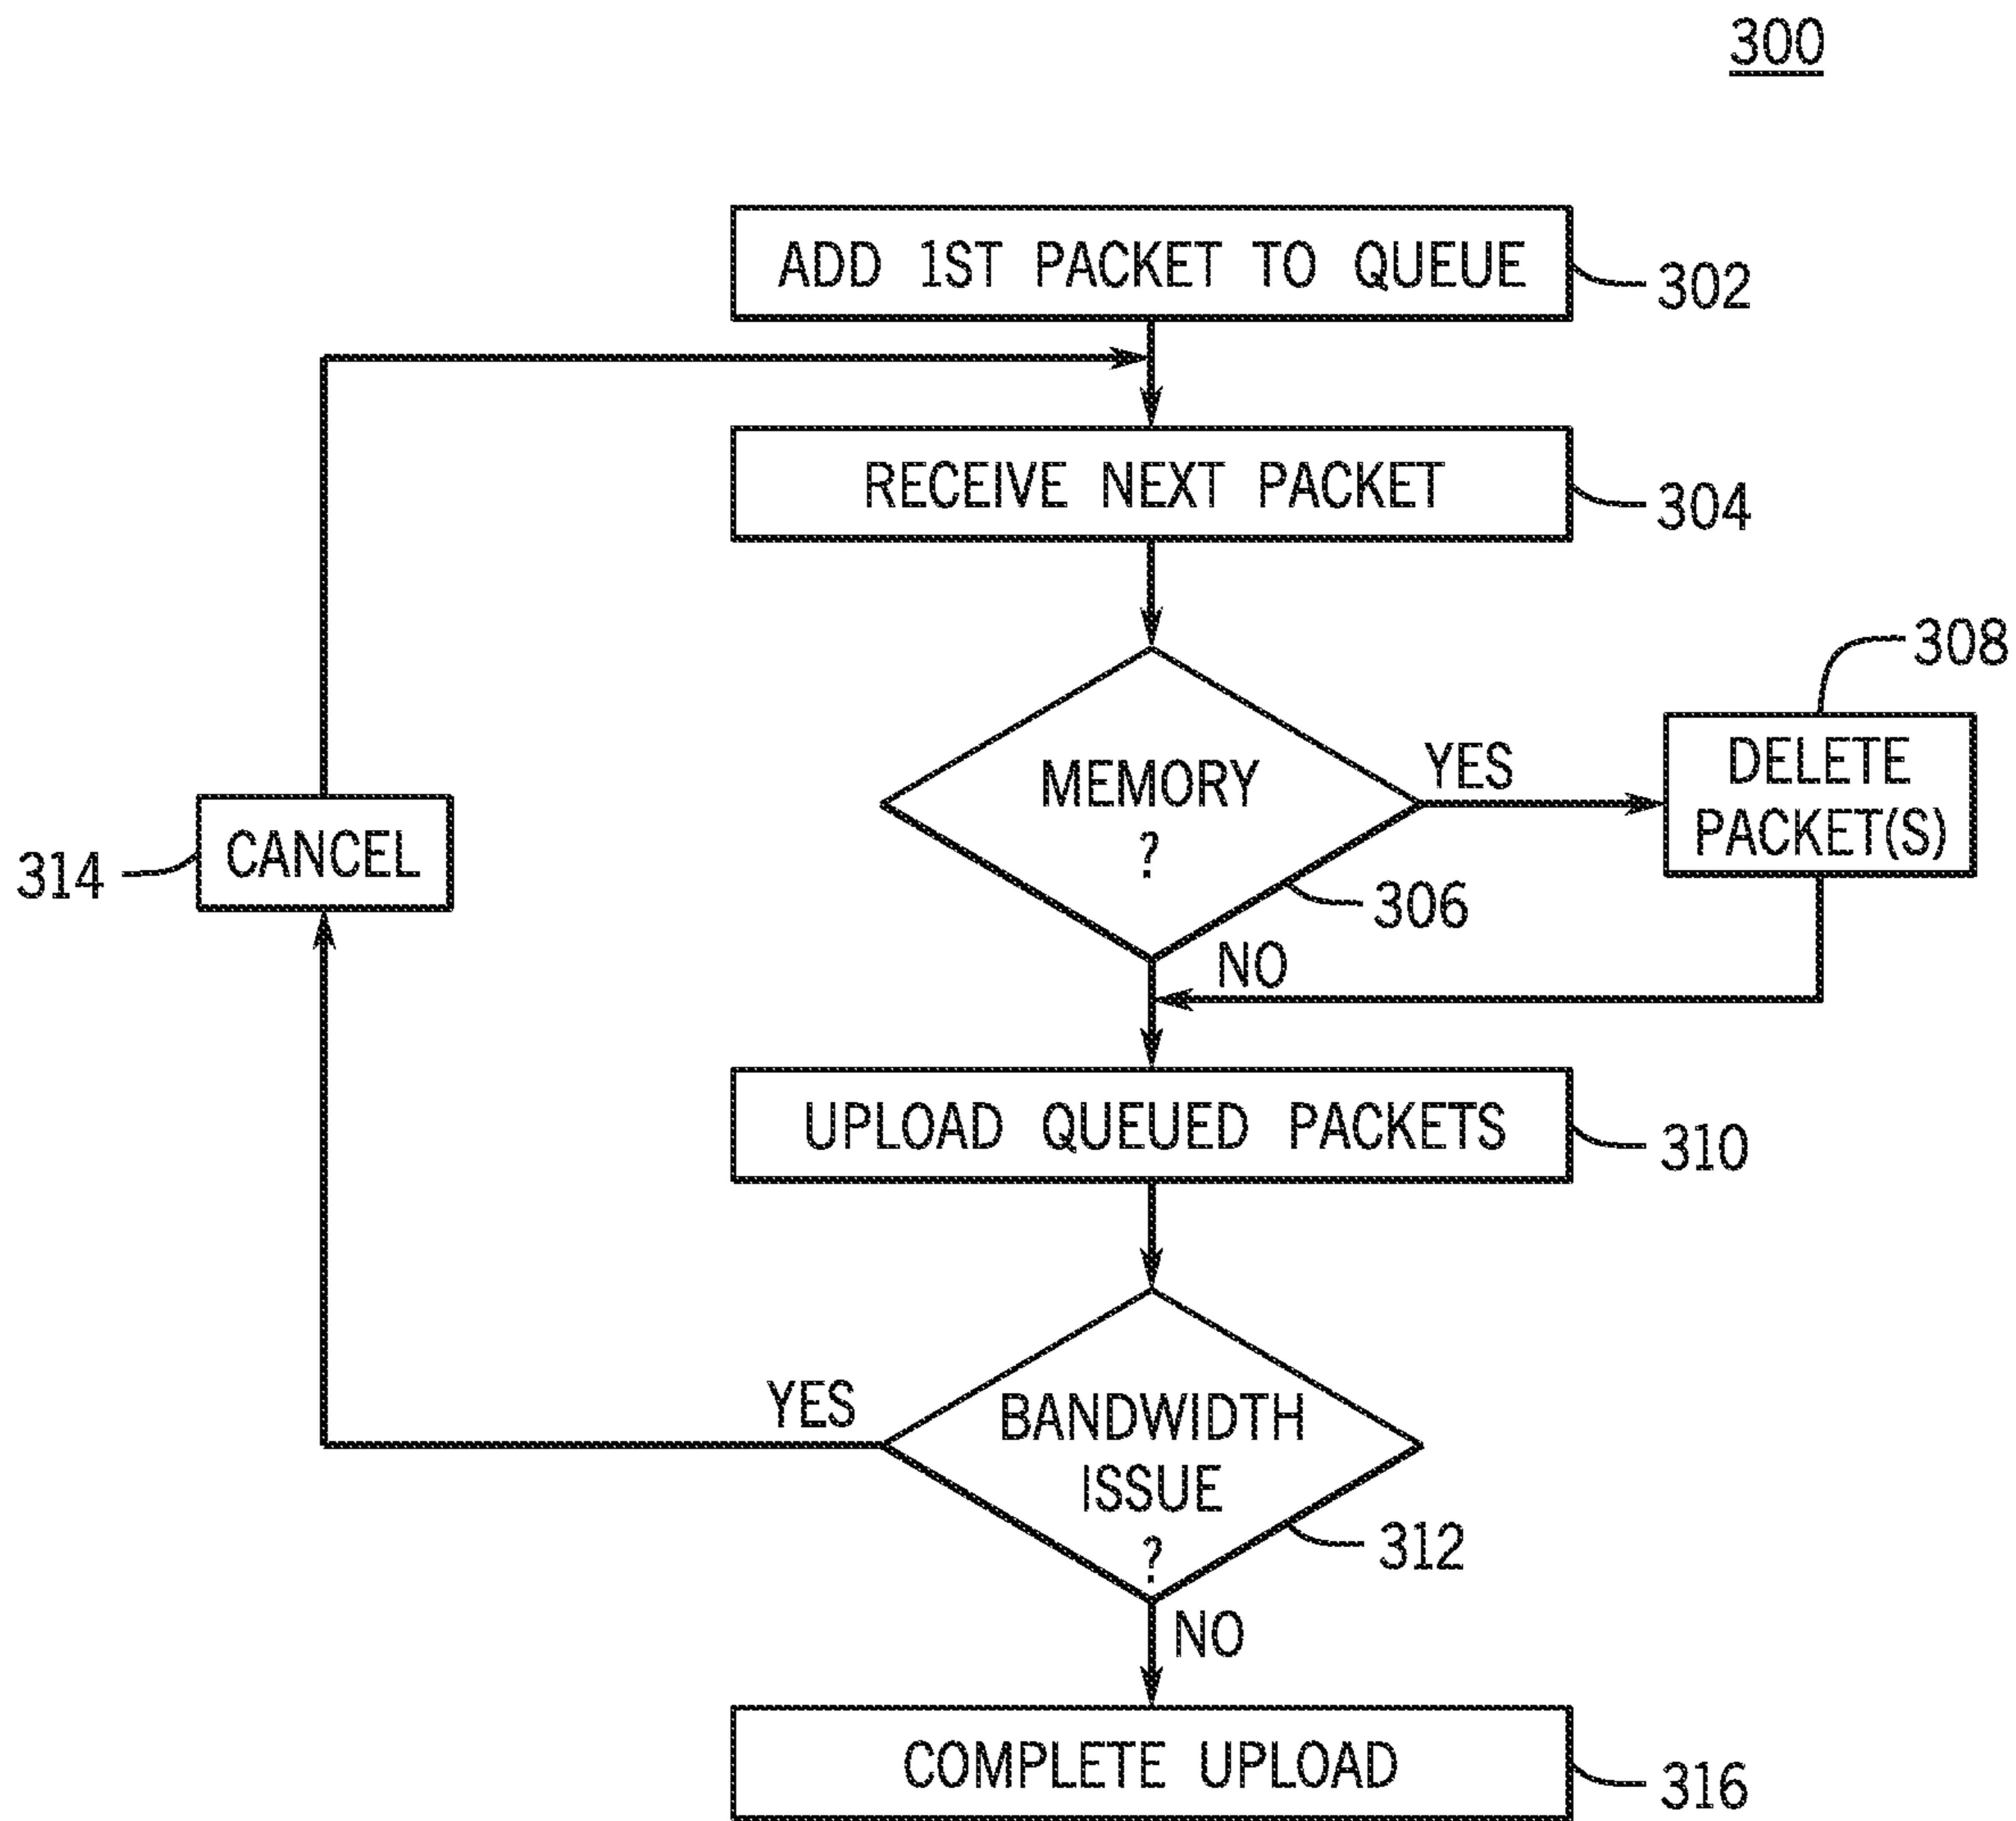 300
ADD 1ST PACKET TO QUEUE
302
RECEIVE NEXT PACKET
304
MEMORY
?
306
YES
308
DELETE
PACKET(S)
NO
314
CANCEL
UPLOAD QUEUED PACKETS
310
YES
BANDWIDTH
ISSUE
?
312
NO
COMPLETE UPLOAD
316